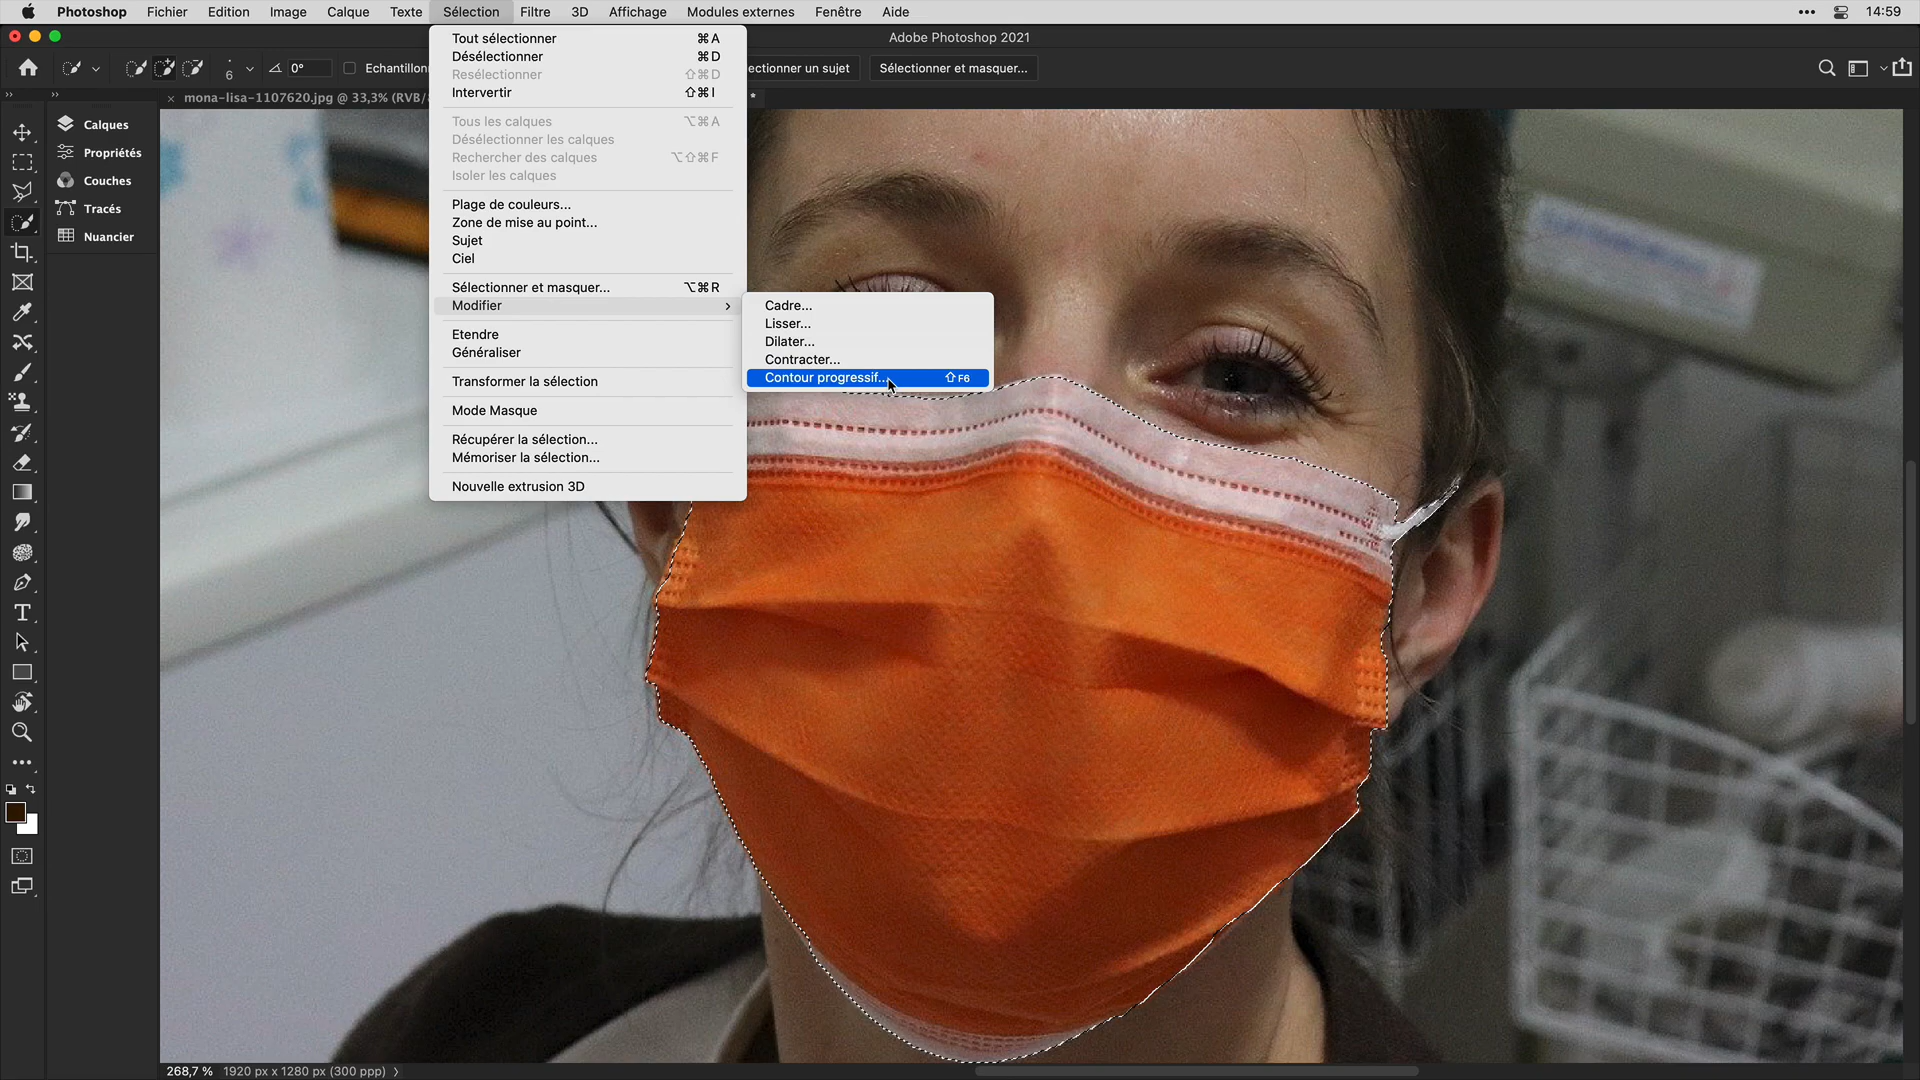 Photoshop Fichier Edition Image Calque Texte Sélection Filtre 3D Affichage Modules externes Fenêtre Aide ••• 14:59
Adobe Photoshop 2021
6 0° Echantillon ectionner un sujet Sélectionner et masquer...
× mona-lisa-1107620.jpg @ 33,3% (RVB/ *
Calques
Propriétés
Couches
Tracés
Nuancier
Tout sélectionner ⌘A
Désélectionner ⌘D
Resélectionner ⇧⌘D
Intervertir ⇧⌘I
Tous les calques ⌥⌘A
Désélectionner les calques
Rechercher des calques ⌥⇧⌘F
Isoler les calques
Plage de couleurs...
Zone de mise au point...
Sujet
Ciel
Sélectionner et masquer... ⌥⌘R
Modifier >
Etendre
Généraliser
Transformer la sélection
Mode Masque
Récupérer la sélection...
Mémoriser la sélection...
Nouvelle extrusion 3D
Cadre...
Lisser...
Dilater...
Contracter...
Contour progressif... ⇧F6
268,7 % 1920 px x 1280 px (300 ppp) >